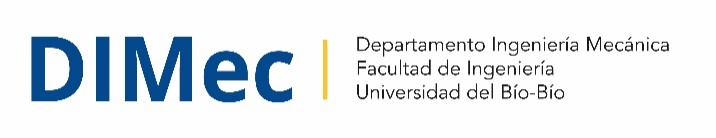 DIMec
Departamento Ingeniería Mecánica
Facultad de Ingeniería
Universidad del Bío-Bío